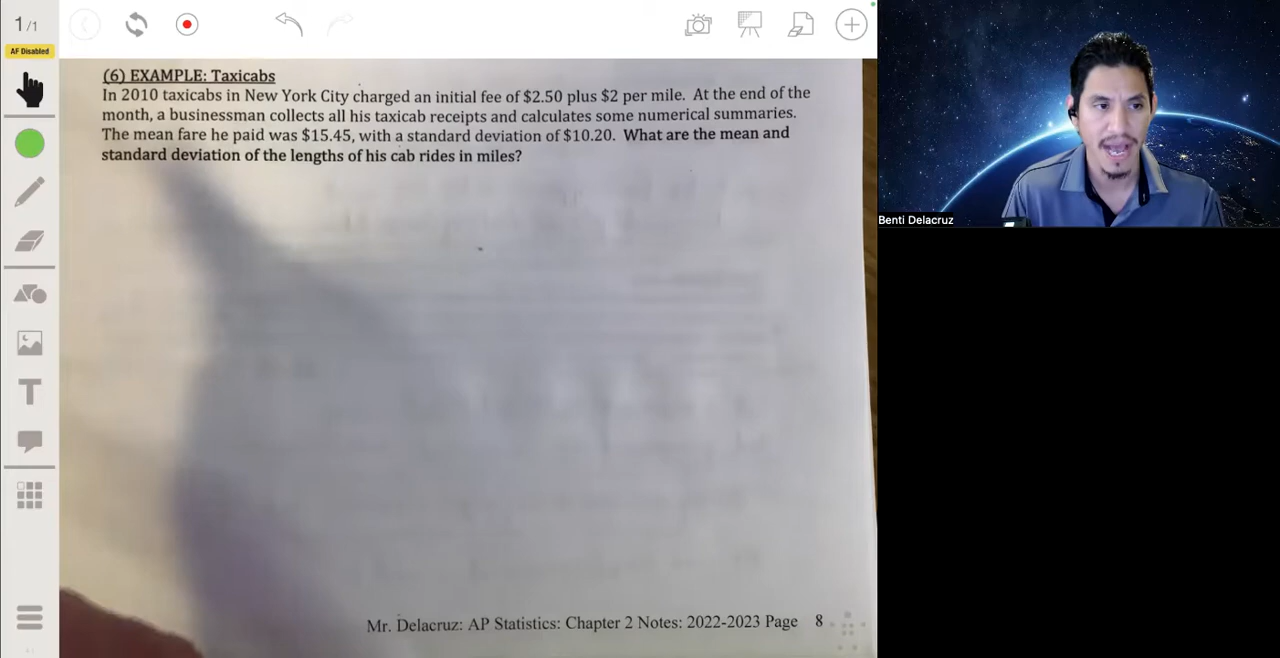 1/1
AF Disabled
(6) EXAMPLE: Taxicabs
In 2010 taxicabs in New York City charged an initial fee of $2.50 plus $2 per mile. At the end of the
month, a businessman collects all his taxicab receipts and calculates some numerical summaries.
The mean fare he paid was $15.45, with a standard deviation of $10.20. What are the mean and
standard deviation of the lengths of his cab rides in miles?
T
Mr. Delacruz: AP Statistics: Chapter 2 Notes: 2022-2023 Page 8
Benti Delacruz